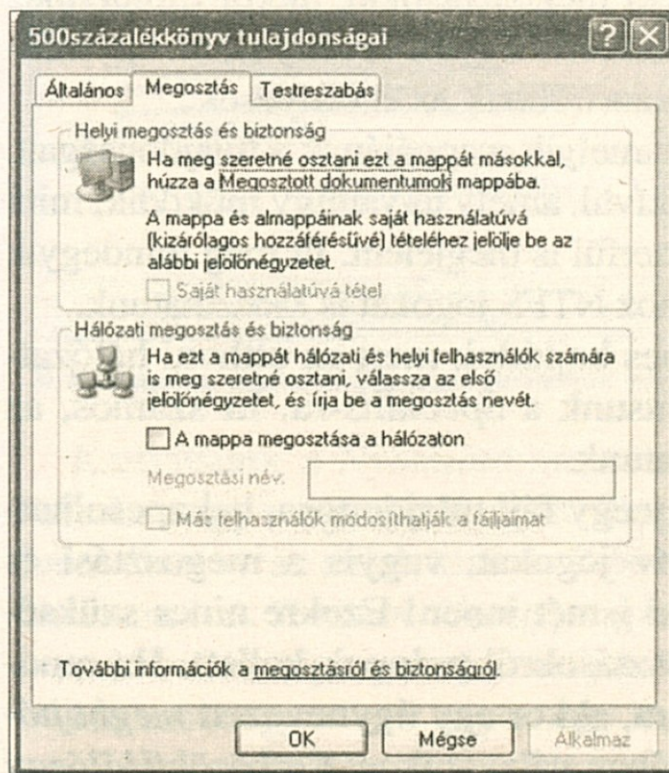 500százalékkönyv tulajdonságai
Általános Megosztás Testreszabás
Helyi megosztás és biztonság
Ha meg szeretné osztani ezt a mappát másokkal,
húzza a Megosztott dokumentumok mappába.
A mappa és almappáinak saját használatúvá
(kizárólagos hozzáférésűvé) tételéhez jelölje be az
alábbi jelölőnégyzetet.
Saját használatúvá tétel
Hálózati megosztás és biztonság
Ha ezt a mappát hálózati és helyi felhasználók számára
is meg szeretné osztani, válassza az első
jelölőnégyzetet, és írja be a megosztás nevét.
A mappa megosztása a hálózaton
Megosztási név:
Más felhasználók módosíthatják a fájljaimat
További információk a megosztásról és biztonságról.
OK Mégse Alkalmaz